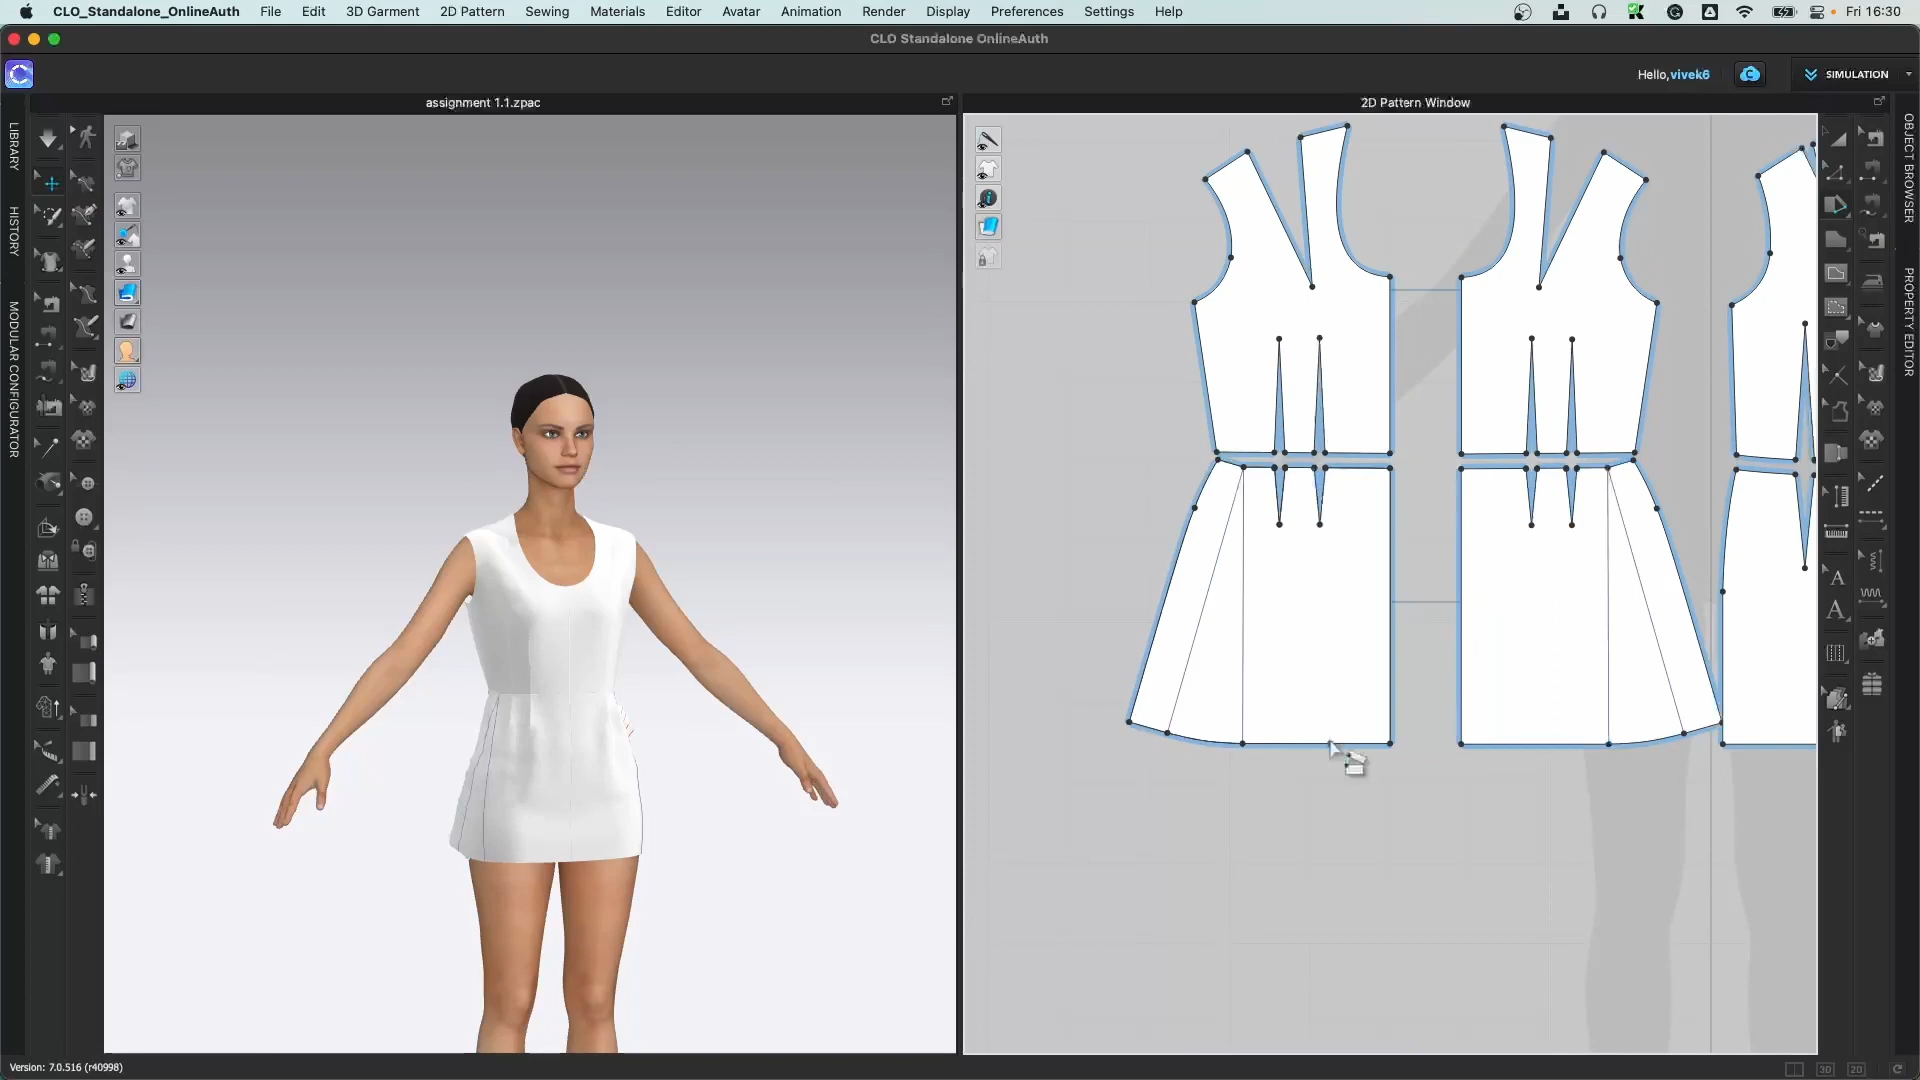 CLO_Standalone_OnlineAuth File Edit 3D Garment 2D Pattern Sewing Materials Editor Avatar Animation Render Display Preferences Settings Help Fri 16:30
CLO Standalone OnlineAuth
Hello,vivek6
SIMULATION
assignment 1.1.zpac
2D Pattern Window
LIBRARY
HISTORY
MODULAR CONFIGURATOR
OBJECT BROWSER
PROPERTY EDITOR
A
A
Version: 7.0.516 (r40998)
3D
2D